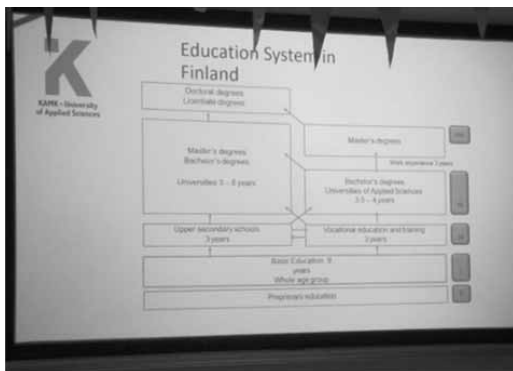 Education System in
Finland
KAMK – University
of Applied Sciences
Doctoral degrees
Licentiate degrees
Master's degrees
Bachelor's degrees
Universities 5 – 8 years
Master's degrees
Work experience 3 years
Bachelor's degrees
Universities of Applied Sciences
3.5 – 4 years
Upper secondary schools
3 years
Vocational education and training
3 years
Basic Education 9
years
Whole age group
Preprimary education